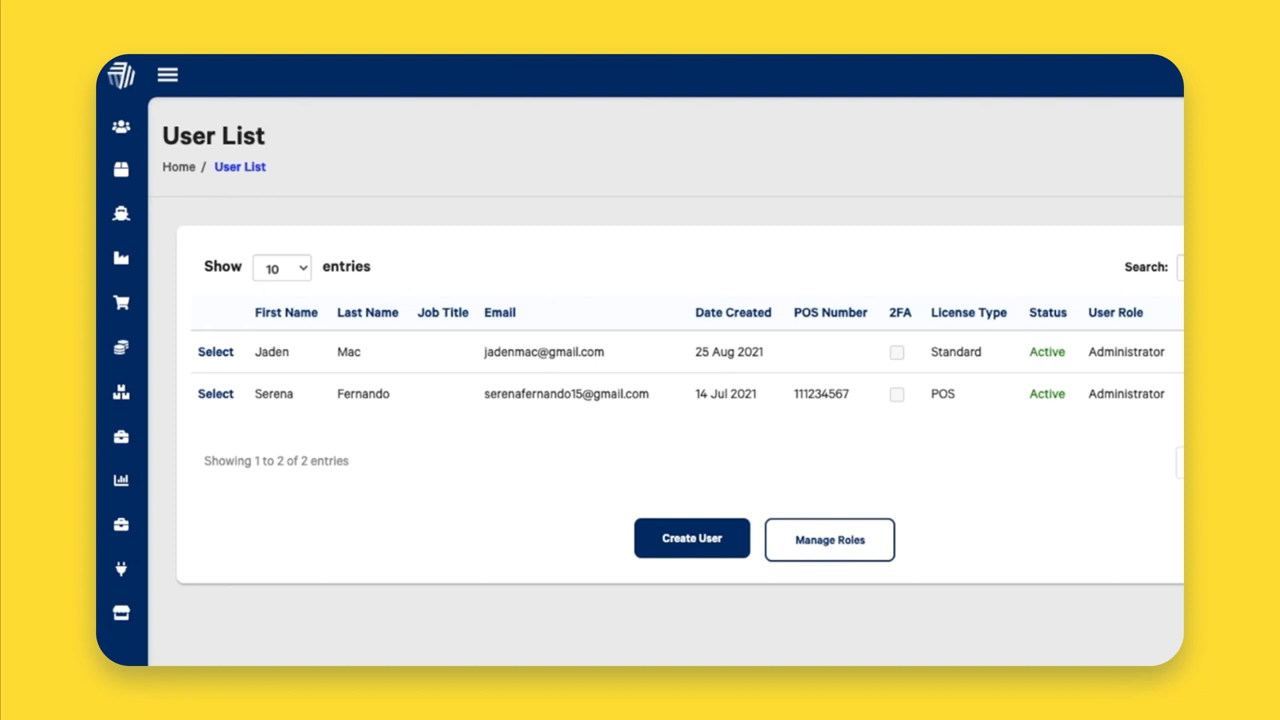 User List
Home / User List
Show 10 entries Search:
First Name Last Name Job Title Email Date Created POS Number 2FA License Type Status User Role
Select Jaden Mac jadenmac@gmail.com 25 Aug 2021 Standard Active Administrator
Select Serena Fernando serenafernando15@gmail.com 14 Jul 2021 111234567 POS Active Administrator
Showing 1 to 2 of 2 entries
Create User Manage Roles